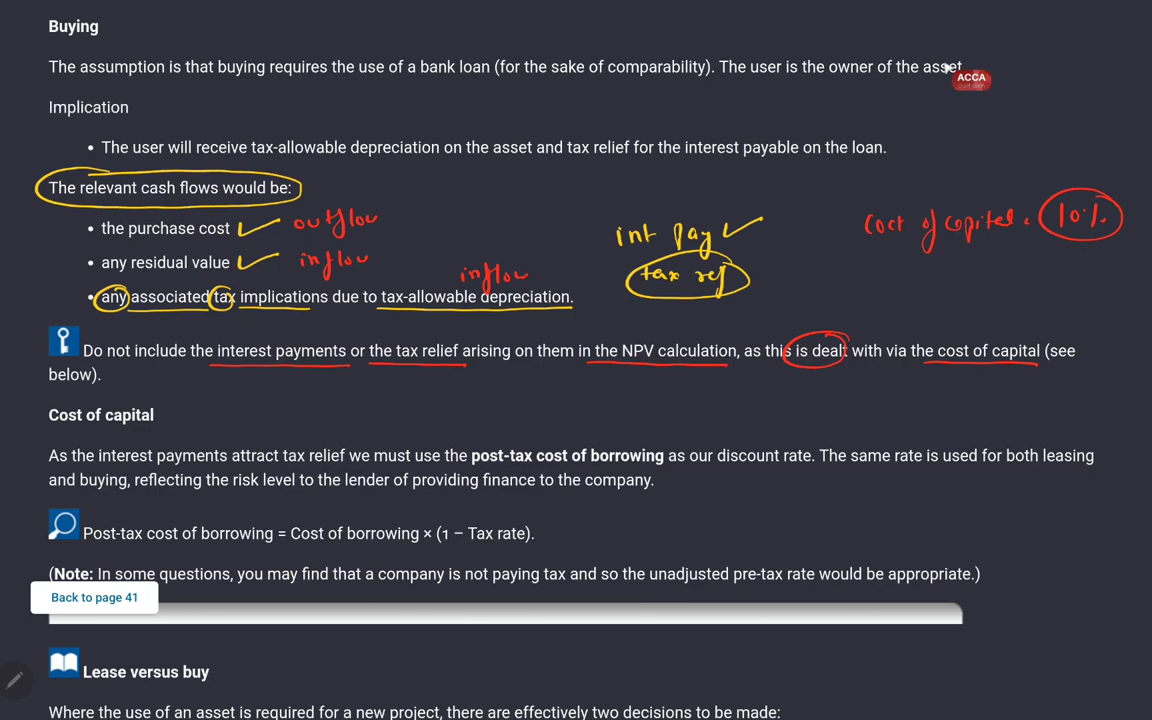 Buying
The assumption is that buying requires the use of a bank loan (for the sake of comparability). The user is the owner of the asset.
ACCA
Implication
• The user will receive tax-allowable depreciation on the asset and tax relief for the interest payable on the loan.
The relevant cash flows would be:
• the purchase cost outflow
int pay
cost of capital. 10%.
• any residual value inflow
tax ref
inflow
• any associated tax implications due to tax-allowable depreciation.
Do not include the interest payments or the tax relief arising on them in the NPV calculation, as this is dealt with via the cost of capital (see
below).
Cost of capital
As the interest payments attract tax relief we must use the post-tax cost of borrowing as our discount rate. The same rate is used for both leasing
and buying, reflecting the risk level to the lender of providing finance to the company.
Post-tax cost of borrowing = Cost of borrowing × (1 – Tax rate).
(Note: In some questions, you may find that a company is not paying tax and so the unadjusted pre-tax rate would be appropriate.)
Back to page 41
Lease versus buy
Where the use of an asset is required for a new project, there are effectively two decisions to be made: